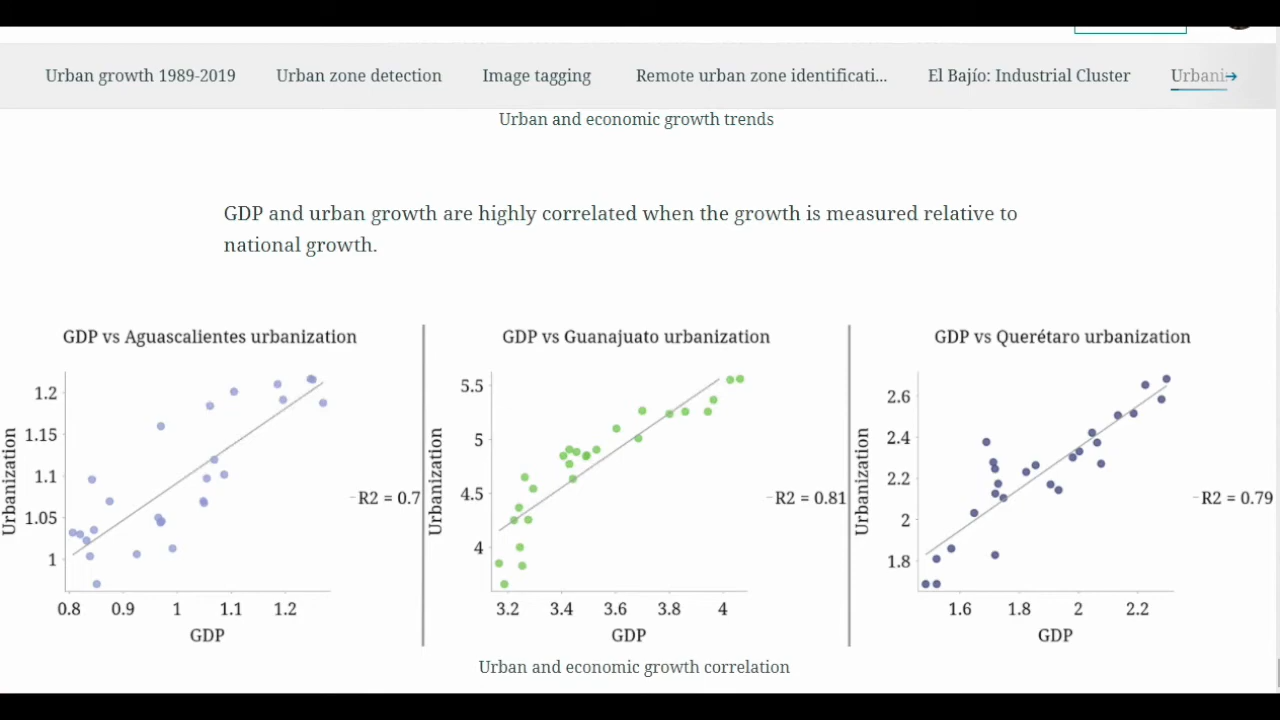 Urban growth 1989-2019 Urban zone detection Image tagging Remote urban zone identificati... El Bajío: Industrial Cluster Urbani
Urban and economic growth trends
GDP and urban growth are highly correlated when the growth is measured relative to
national growth.
GDP vs Aguascalientes urbanization
Urbanization
1.2
1.15
1.1
1.05
1
0.8 0.9 1 1.1 1.2
GDP
R2 = 0.7
GDP vs Guanajuato urbanization
Urbanization
5.5
5
4.5
4
3.2 3.4 3.6 3.8 4
GDP
R2 = 0.81
GDP vs Querétaro urbanization
Urbanization
2.6
2.4
2.2
2
1.8
1.6 1.8 2 2.2
GDP
R2 = 0.79
Urban and economic growth correlation